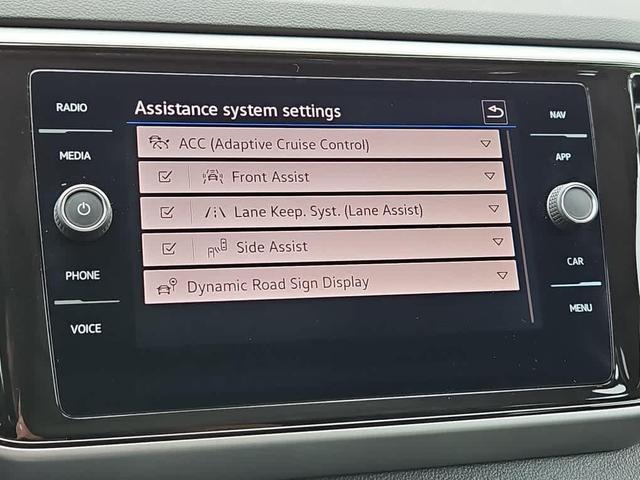 RADIO
MEDIA
PHONE
VOICE
Assistance system settings
ACC (Adaptive Cruise Control)
Front Assist
Lane Keep. Syst. (Lane Assist)
Side Assist
Dynamic Road Sign Display
NAV
APP
CAR
MENU